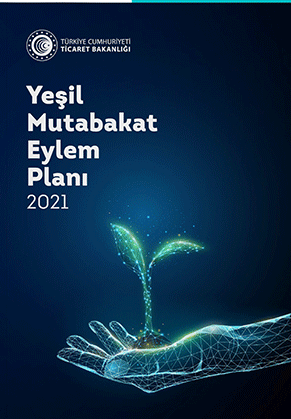 TÜRKİYE CUMHURİYETİ
TİCARET BAKANLIĞI
Yeşil
Mutabakat
Eylem
Planı
2021